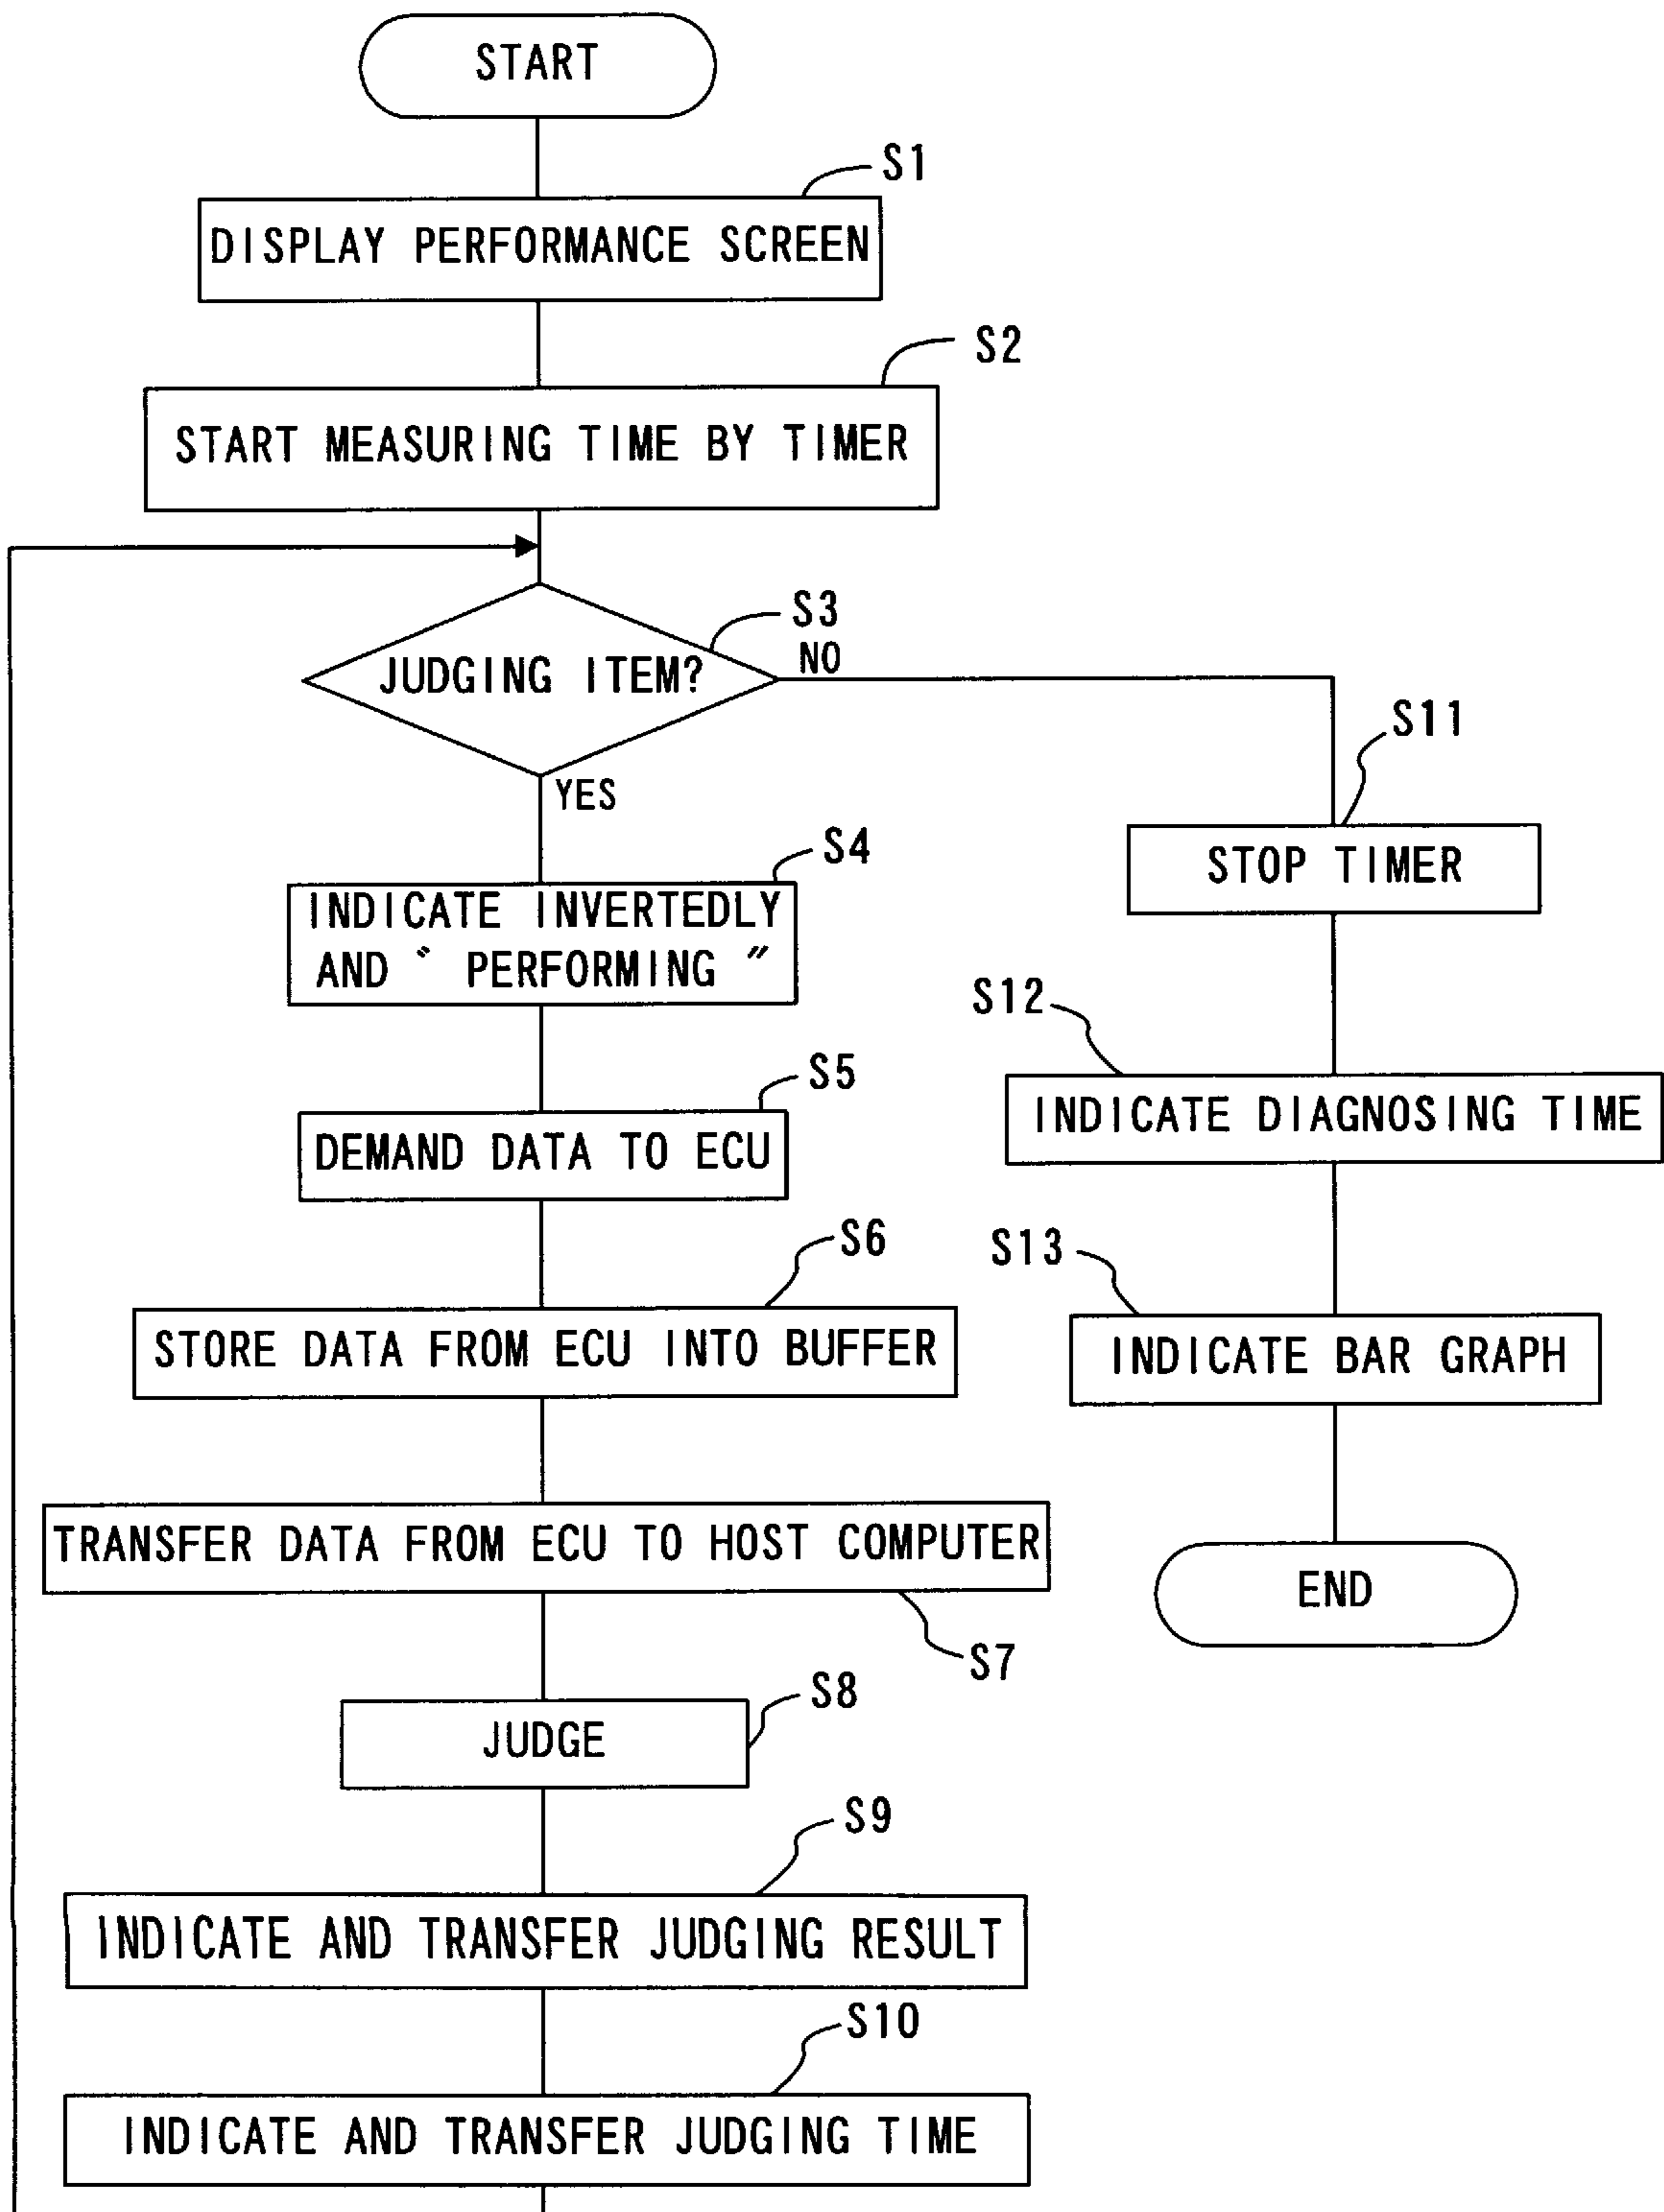 START
S1
DISPLAY PERFORMANCE SCREEN
S2
START MEASURING TIME BY TIMER
S3
JUDGING ITEM?
NO
YES
S4
INDICATE INVERTEDLY
AND “ PERFORMING ”
S5
DEMAND DATA TO ECU
S6
STORE DATA FROM ECU INTO BUFFER
TRANSFER DATA FROM ECU TO HOST COMPUTER
S7
S8
JUDGE
S9
INDICATE AND TRANSFER JUDGING RESULT
S10
INDICATE AND TRANSFER JUDGING TIME
S11
STOP TIMER
S12
INDICATE DIAGNOSING TIME
S13
INDICATE BAR GRAPH
END